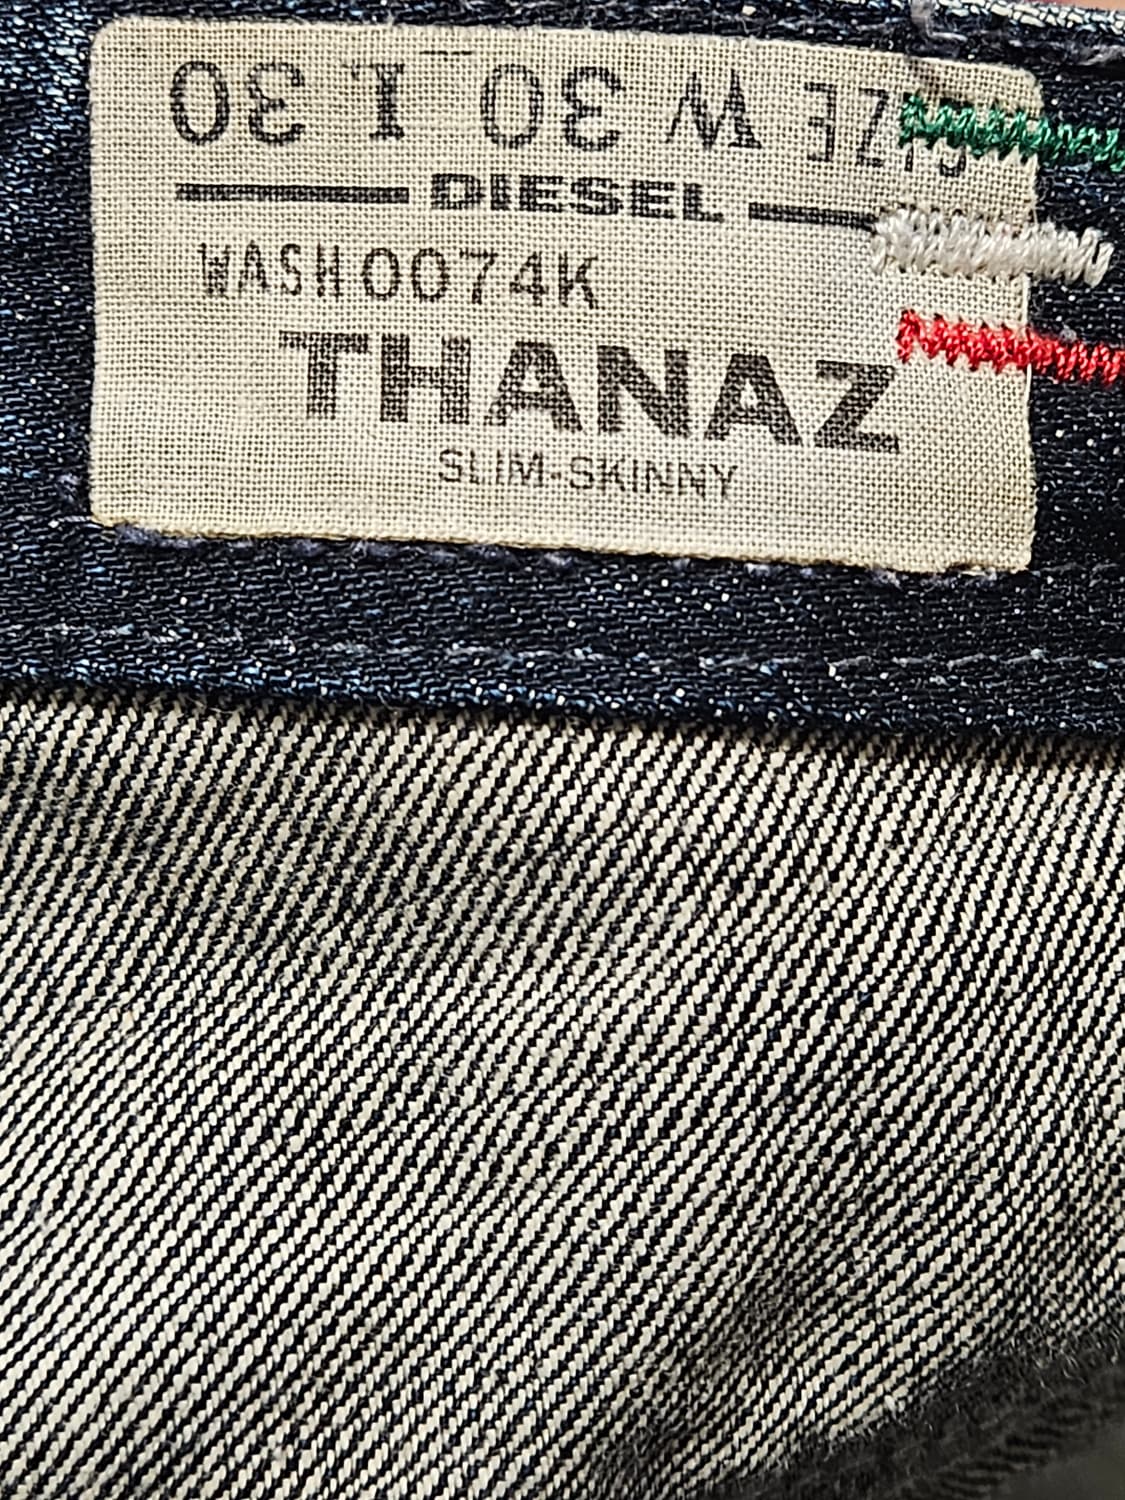 SIZE W 30 L 30
DIESEL
WASH0074K
THANAZ
SLIM-SKINNY